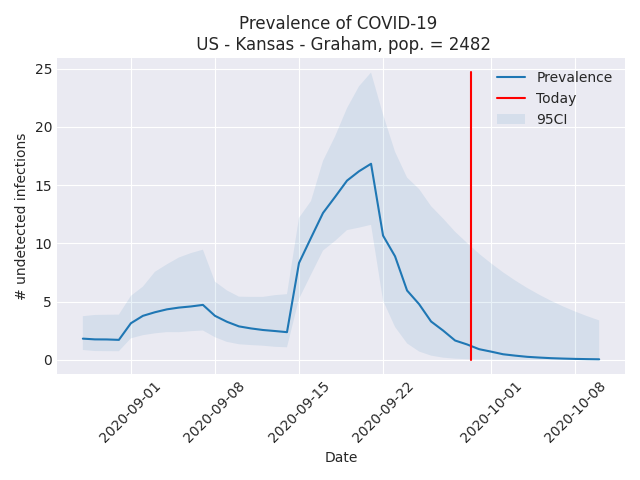 Prevalence of COVID-19
US - Kansas - Graham, pop. = 2482
25
20
15
10
5
0
# undetected infections
Prevalence
Today
95CI
2020-09-01
2020-09-08
2020-09-15
2020-09-22
2020-10-01
2020-10-08
Date